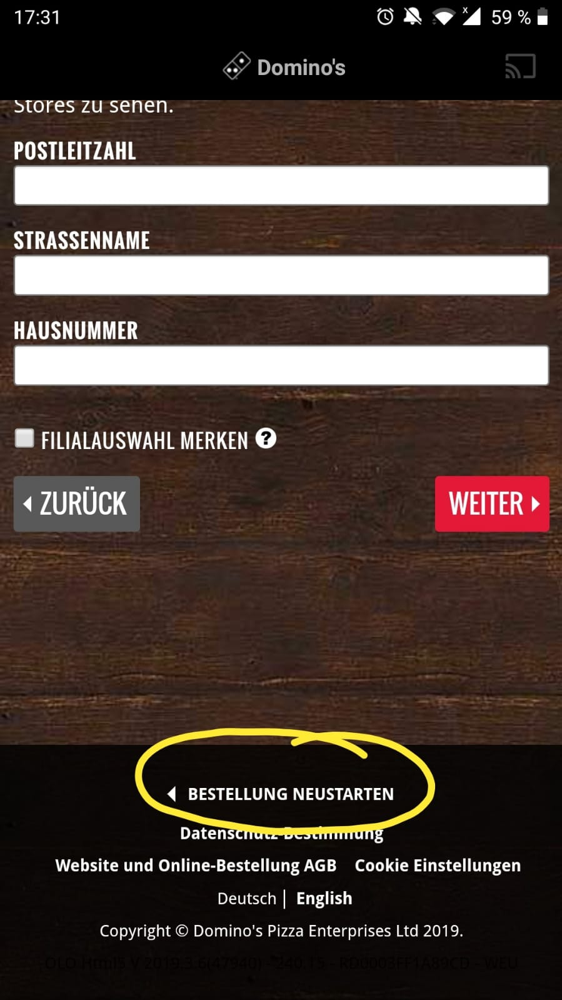 17:31
x
59 %
Domino's
Stores zu sehen.
POSTLEITZAHL
STRASSENNAME
HAUSNUMMER
FILIALAUSWAHL MERKEN ?
ZURÜCK
WEITER
BESTELLUNG NEUSTARTEN
Datenschutz-Bestimmung
Website und Online-Bestellung AGB Cookie Einstellungen
Deutsch | English
Copyright © Domino's Pizza Enterprises Ltd 2019.
OLO Html5 V 2019.3.6(47940) - 240.15 - RD0003FF1A89CD - WEU